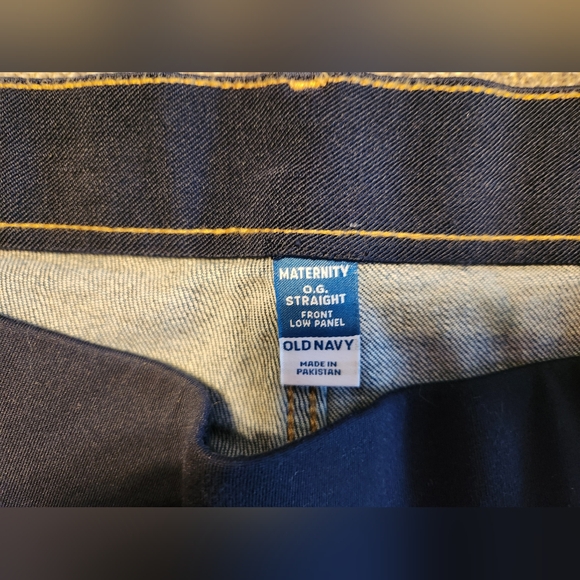 MATERNITY
O.G.
STRAIGHT
FRONT
LOW PANEL
OLD NAVY
MADE IN
PAKISTAN